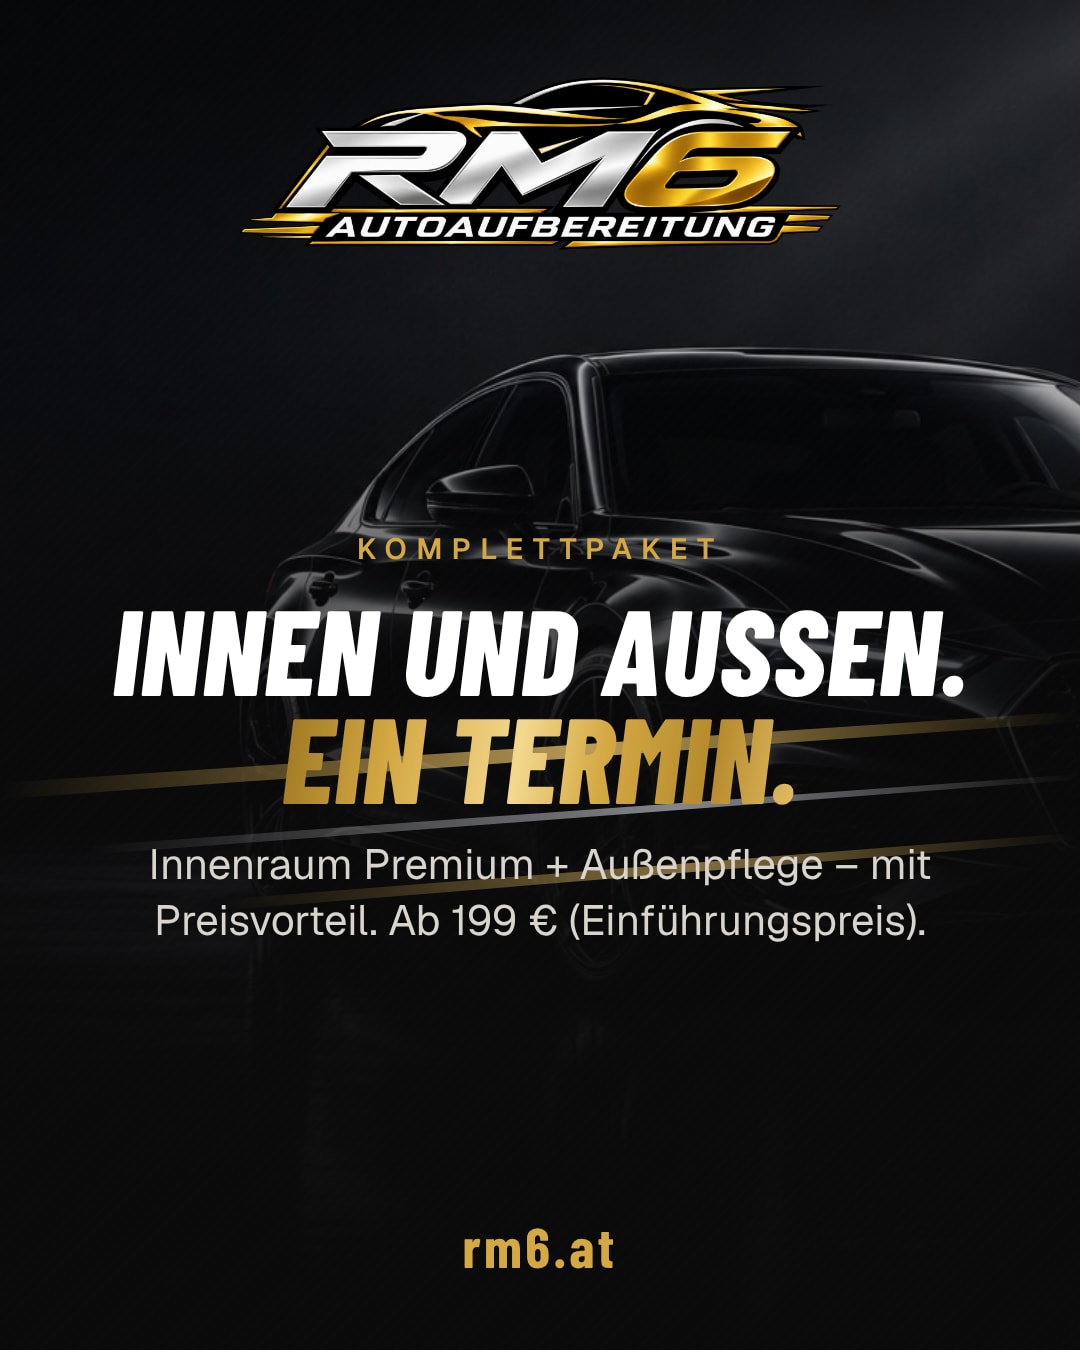 RM6
AUTOAUFBEREITUNG
KOMPLETTPAKET
INNEN UND AUSSEN.
EIN TERMIN.
Innenraum Premium + Außenpflege – mit
Preisvorteil. Ab 199 € (Einführungspreis).
rm6.at